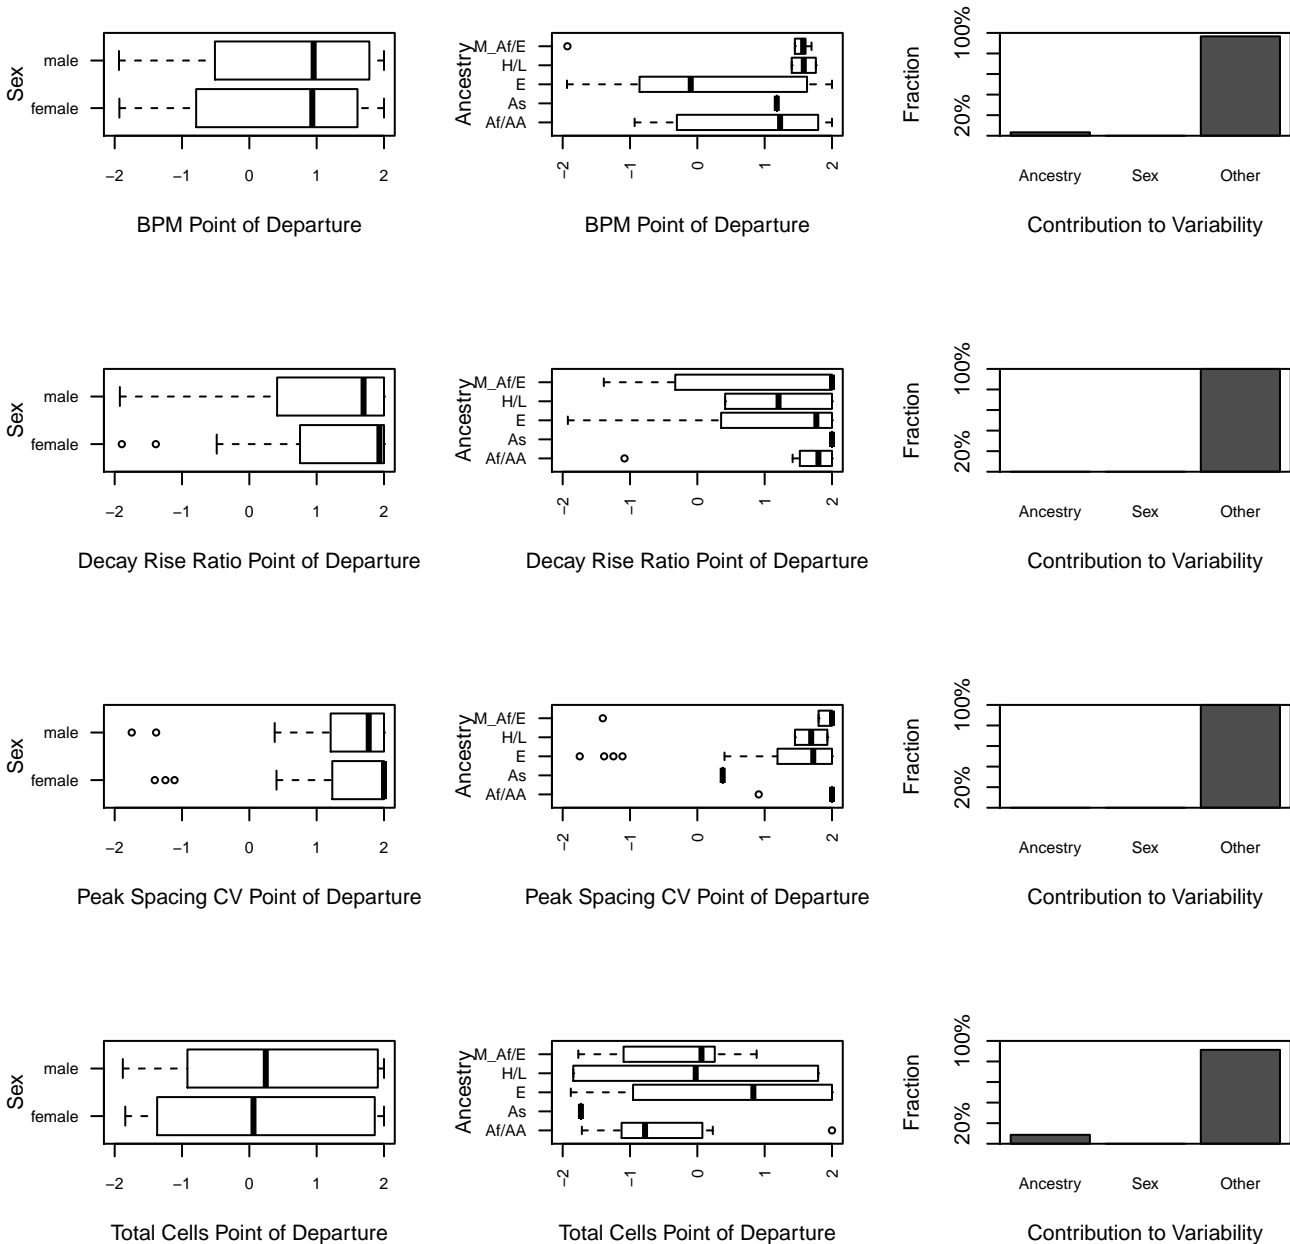 Sex
male
female
−2 −1 0 1 2
BPM Point of Departure
Ancestry
M_Af/E
H/L
E
As
Af/AA
−2 −1 0 1 2
BPM Point of Departure
Fraction
100%
20%
Ancestry Sex Other
Contribution to Variability
Sex
male
female
−2 −1 0 1 2
Decay Rise Ratio Point of Departure
Ancestry
M_Af/E
H/L
E
As
Af/AA
−2 −1 0 1 2
Decay Rise Ratio Point of Departure
Fraction
100%
20%
Ancestry Sex Other
Contribution to Variability
Sex
male
female
−2 −1 0 1 2
Peak Spacing CV Point of Departure
Ancestry
M_Af/E
H/L
E
As
Af/AA
−2 −1 0 1 2
Peak Spacing CV Point of Departure
Fraction
100%
20%
Ancestry Sex Other
Contribution to Variability
Sex
male
female
−2 −1 0 1 2
Total Cells Point of Departure
Ancestry
M_Af/E
H/L
E
As
Af/AA
−2 −1 0 1 2
Total Cells Point of Departure
Fraction
100%
20%
Ancestry Sex Other
Contribution to Variability